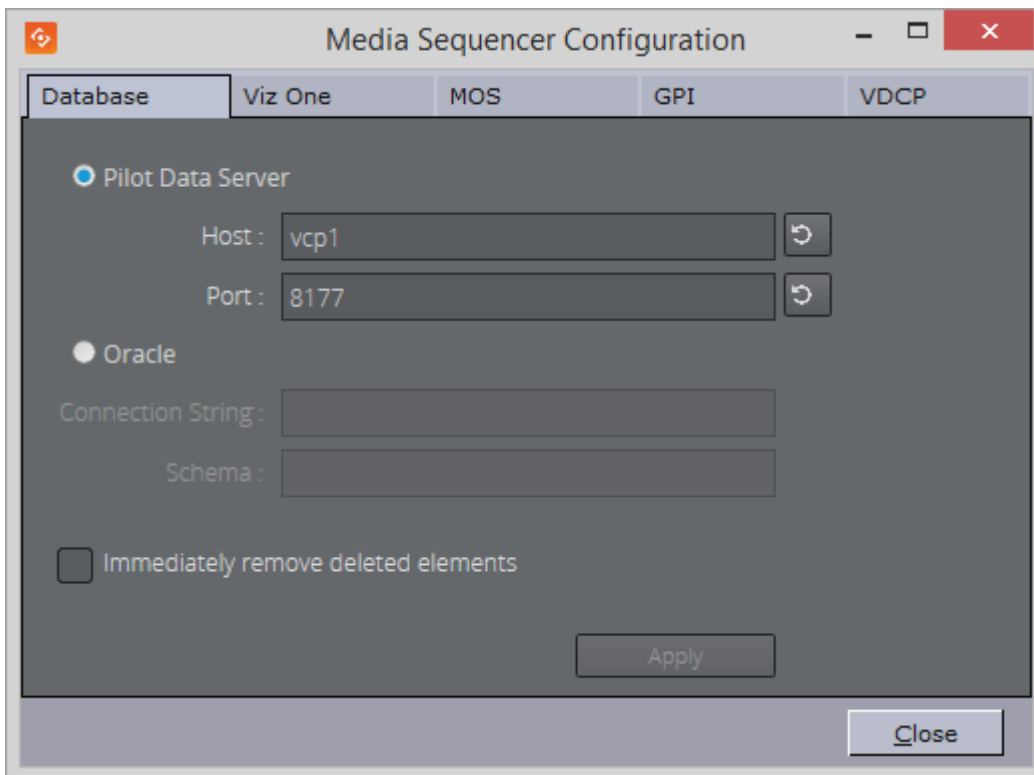 Media Sequencer Configuration
Database Viz One MOS GPI VDCP
Pilot Data Server
Host : vcp1
Port : 8177
Oracle
Connection String :
Schema :
Immediately remove deleted elements
Apply
Close